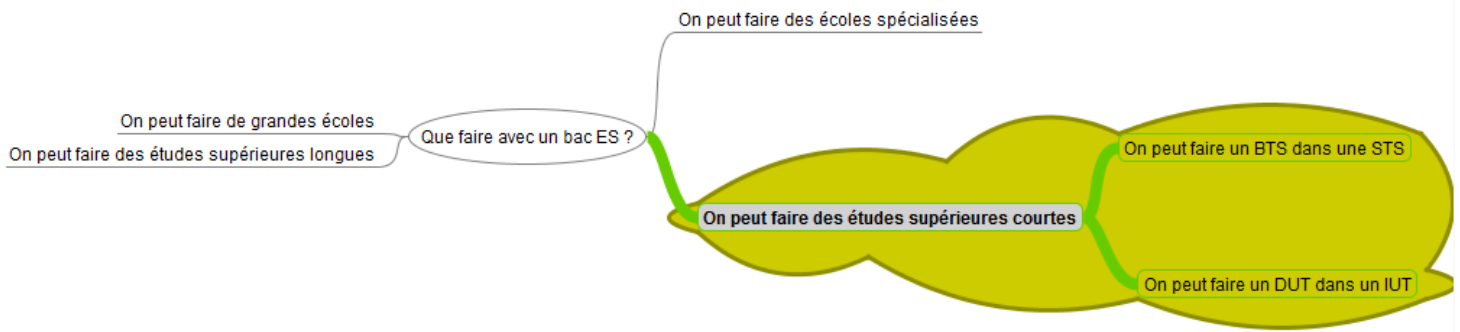 On peut faire des écoles spécialisées
On peut faire de grandes écoles
Que faire avec un bac ES ?
On peut faire des études supérieures longues
On peut faire un BTS dans une STS
On peut faire des études supérieures courtes
On peut faire un DUT dans un IUT